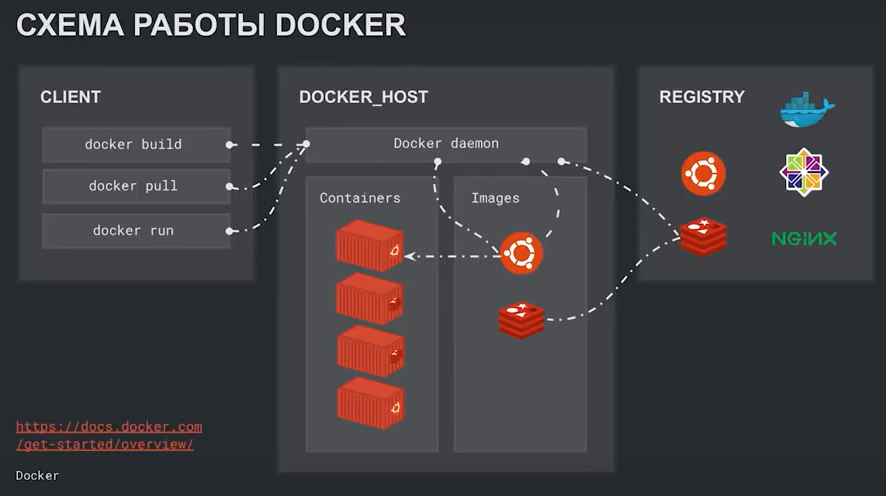 СХЕМА РАБОТЫ DOCKER
CLIENT
docker build
docker pull
docker run
DOCKER_HOST
Docker daemon
Containers
Images
REGISTRY
NGINX
https://docs.docker.com
/get-started/overview/
Docker